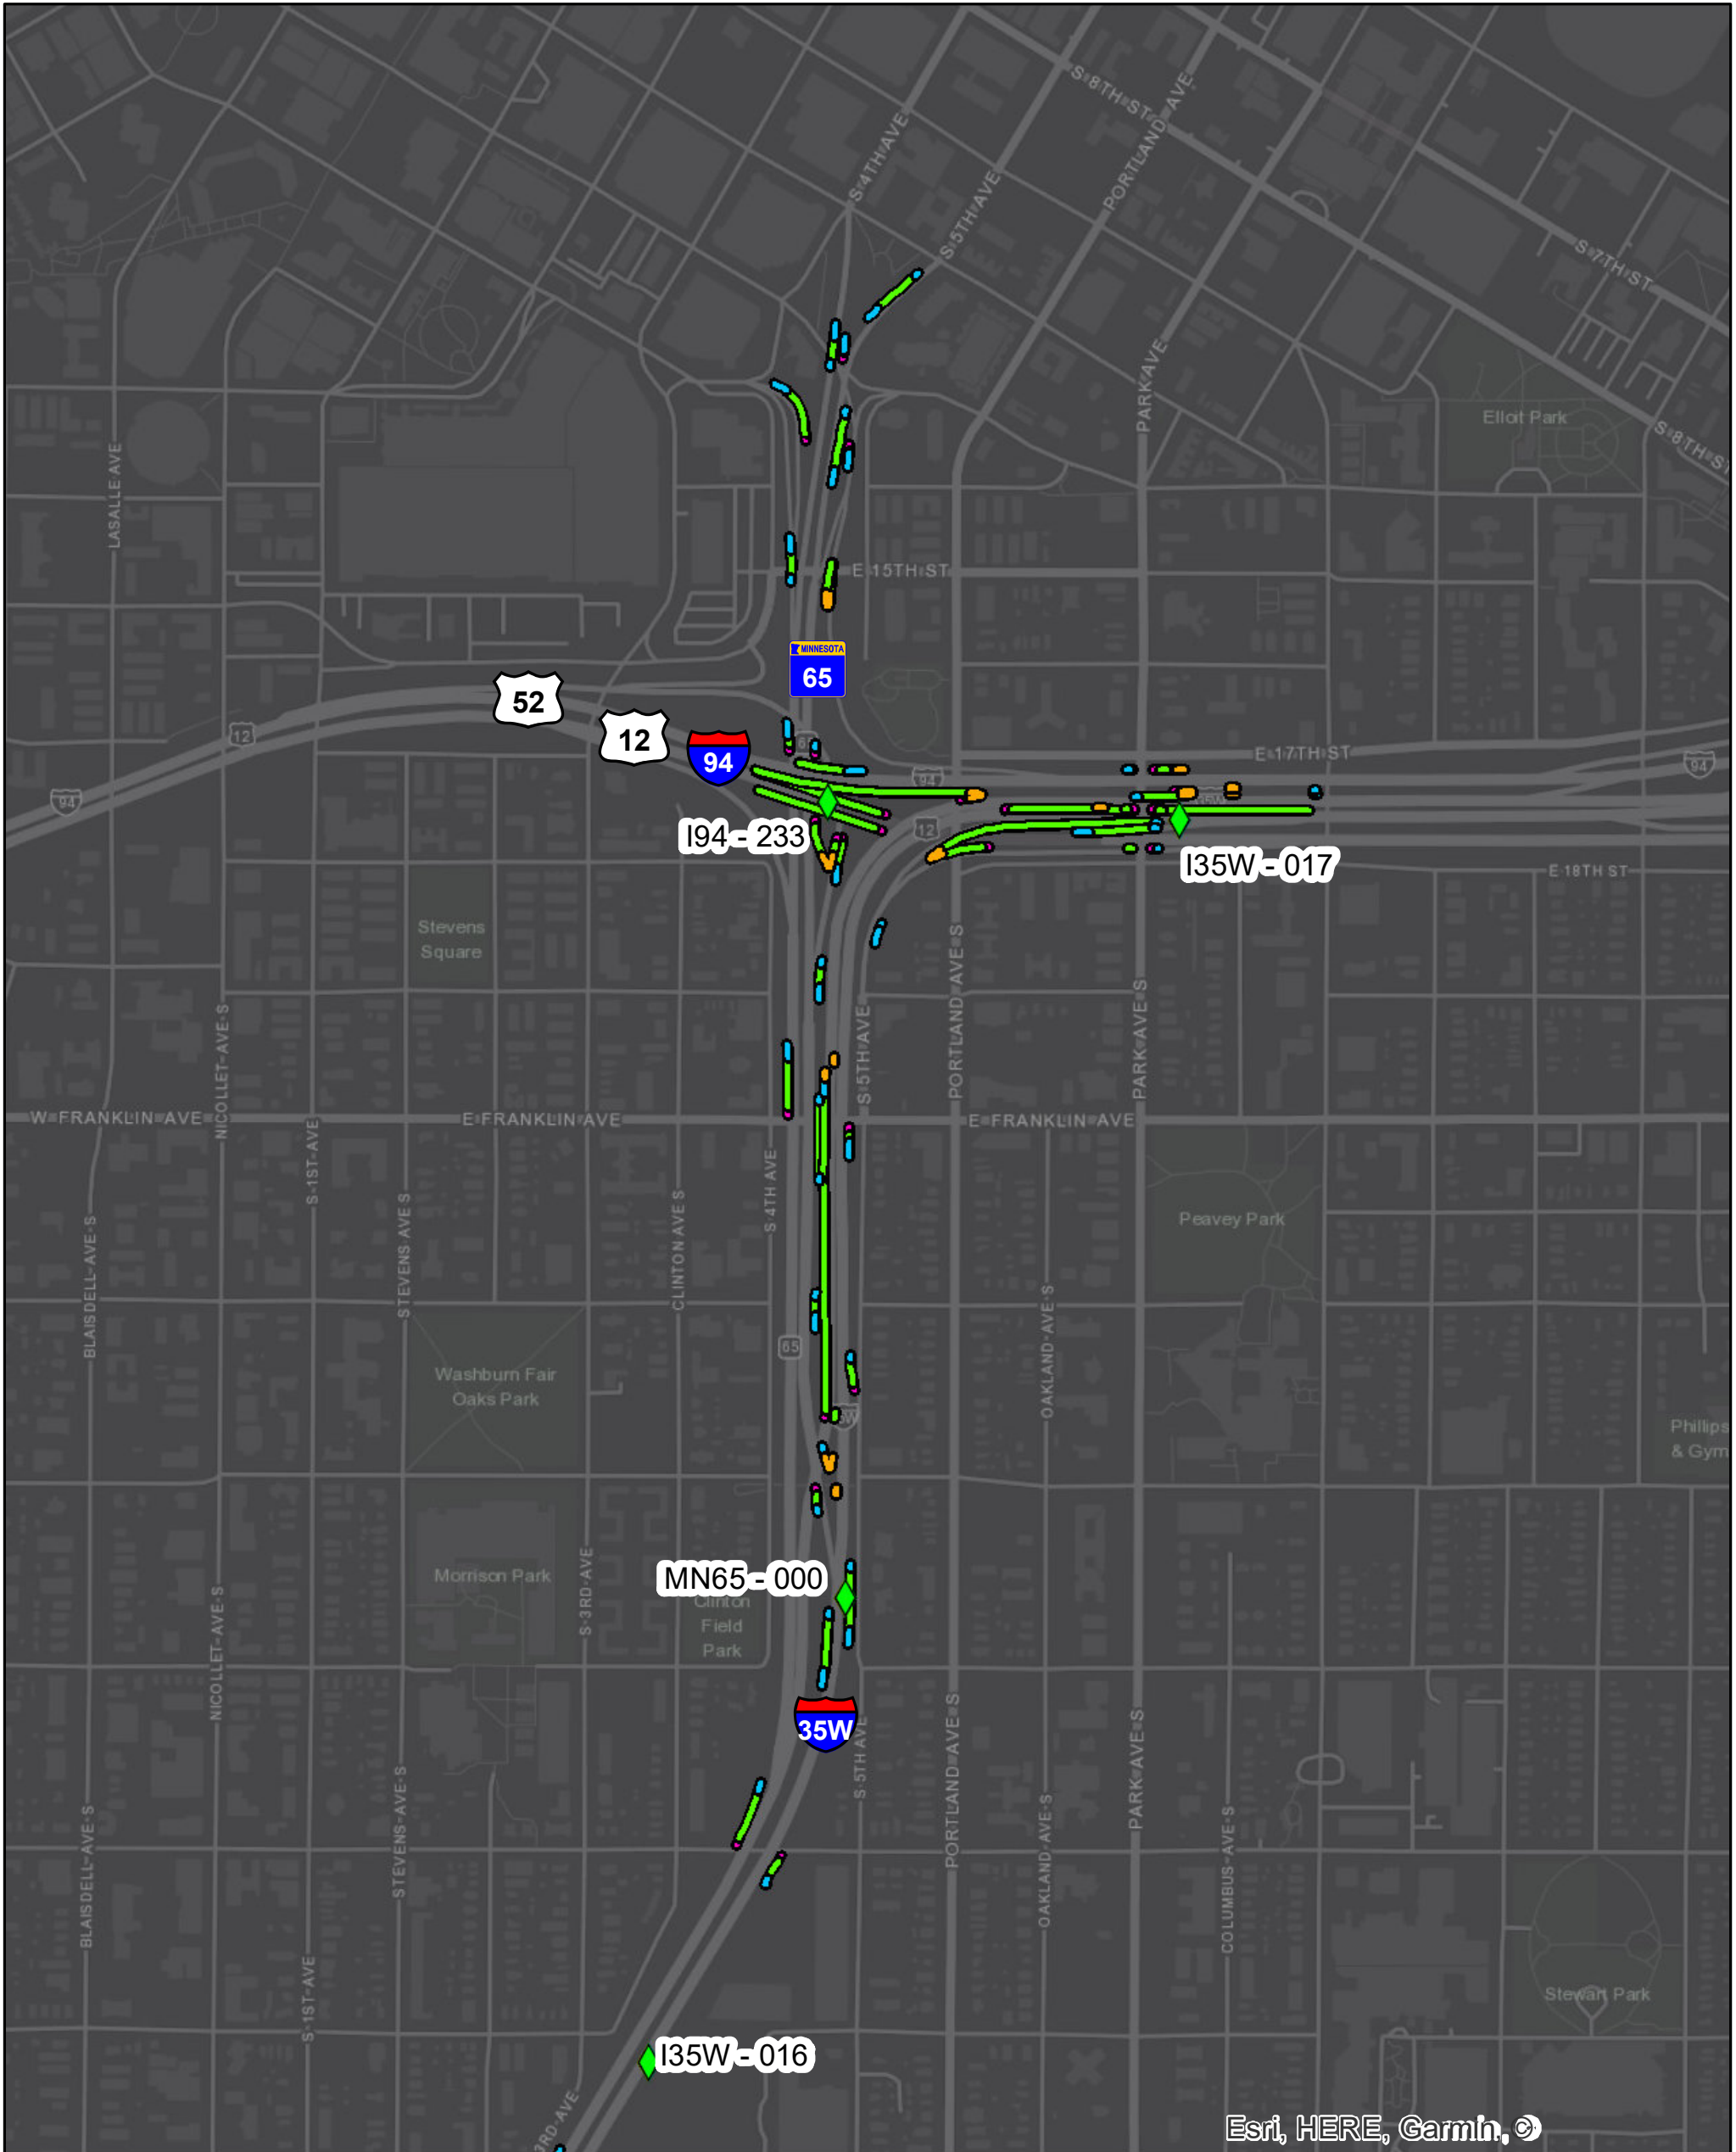 S 8TH ST
PORTLAND AVE
S 4TH AVE
S 5TH AVE
S 7TH ST
PARK AVE
Elloit Park
S 8TH ST
LASALLE AVE
E 15TH ST
MINNESOTA
65
52
12
12
65
94
E 17TH ST
94
94
94
12
I94 - 233
I35W - 017
E 18TH ST
Stevens
Square
NICOLLET AVE S
S 5TH AVE
PORTLAND AVE S
PARK AVE S
W FRANKLIN AVE
E FRANKLIN AVE
E FRANKLIN AVE
S 1ST AVE
S 4TH AVE
Peavey Park
BLAISDELL AVE S
STEVENS AVE S
CLINTON AVE S
OAKLAND AVE S
65
Washburn Fair
Oaks Park
Phillips
& Gym
MN65 - 000
Morrison Park
Clinton
Field
Park
S 3RD AVE
NICOLLET AVE S
35W
S 5TH AVE
PORTLAND AVE S
PARK AVE S
BLAISDELL AVE S
STEVENS AVE S
OAKLAND AVE S
COLUMBUS AVE S
S 1ST AVE
Stewart Park
I35W - 016
3RD AVE
Esri, HERE, Garmin, ©